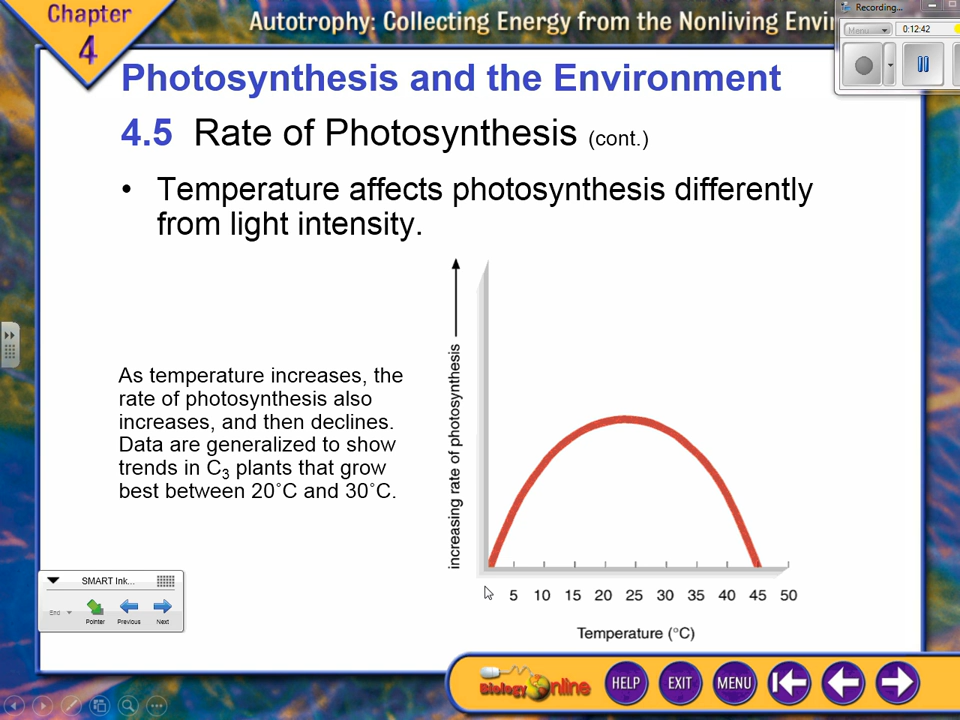 Chapter
4
Autotrophy: Collecting Energy from the Nonliving
Recording...
Menu
0:12:42
Photosynthesis and the Environment
4.5 Rate of Photosynthesis (cont.)
• Temperature affects photosynthesis differently
from light intensity.
As temperature increases, the
rate of photosynthesis also
increases, and then declines.
Data are generalized to show
trends in C₃ plants that grow
best between 20˚C and 30˚C.
increasing rate of photosynthesis
5 10 15 20 25 30 35 40 45 50
Temperature (°C)
SMART Ink...
End
Pointer
Previous
Next
Biology Online
HELP
EXIT
MENU